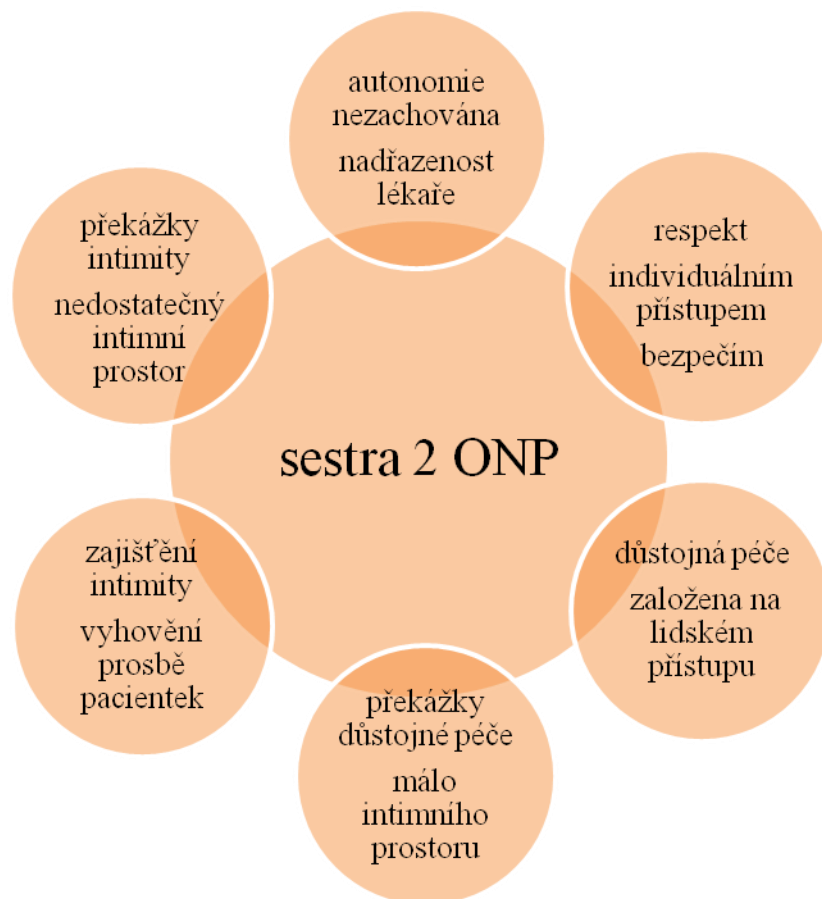 autonomie
nezachována
nadřazenost
lékaře
respekt
individuálním
přístupem
bezpečím
důstojná péče
založena na
lidském
přístupu
překážky
důstojné péče
málo
intimního
prostoru
zajišťění
intimity
vyhovění
prosbě
pacientek
překážky
intimity
nedostatečný
intimní
prostor
sestra 2 ONP